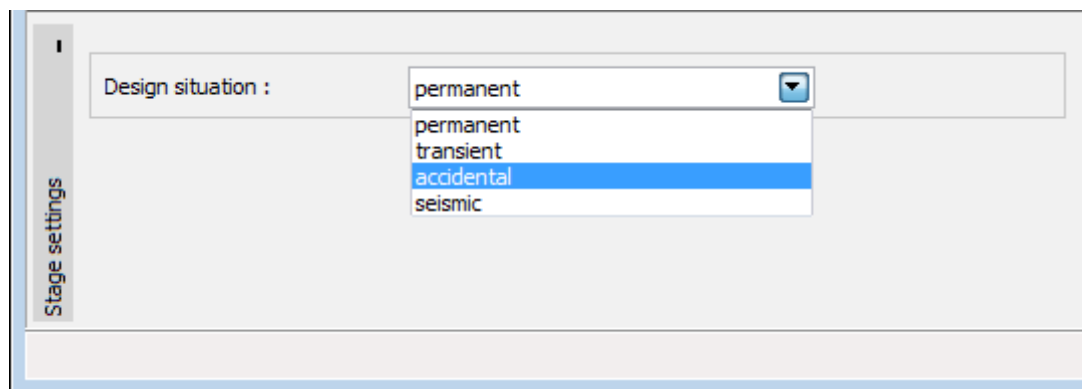 Design situation :
permanent
permanent
transient
accidental
seismic
Stage settings